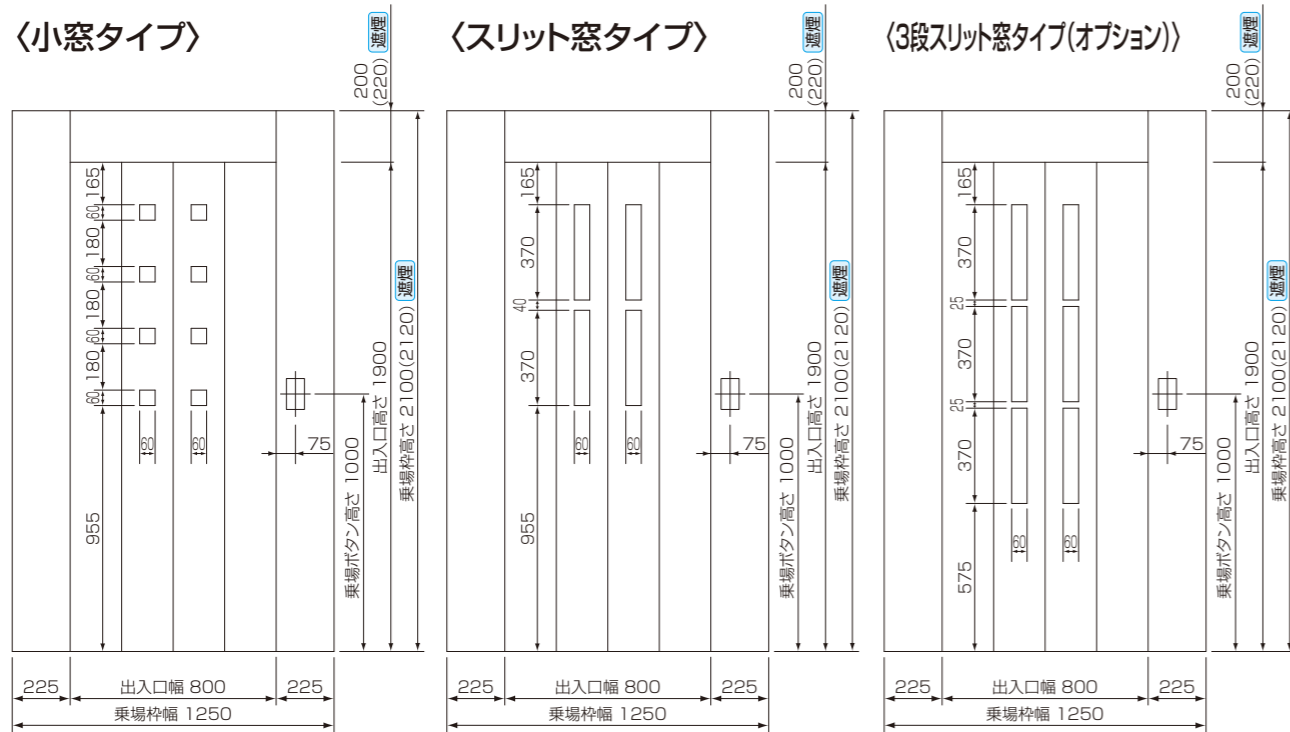 〈小窓タイプ〉
遮煙
200
(220)
165
60
180
60
180
60
180
60
955
60
60
75
乗場ボタン高さ 1000
出入口高さ 1900
乗場枠高さ 2100(2120) 遮煙
225
出入口幅 800
225
乗場枠幅 1250
〈スリット窓タイプ〉
遮煙
200
(220)
165
370
40
370
955
60
60
75
乗場ボタン高さ 1000
出入口高さ 1900
乗場枠高さ 2100(2120) 遮煙
225
出入口幅 800
225
乗場枠幅 1250
〈3段スリット窓タイプ(オプション)〉
遮煙
200
(220)
165
370
25
370
25
370
575
60
60
75
乗場ボタン高さ 1000
出入口高さ 1900
乗場枠高さ 2100(2120) 遮煙
225
出入口幅 800
225
乗場枠幅 1250